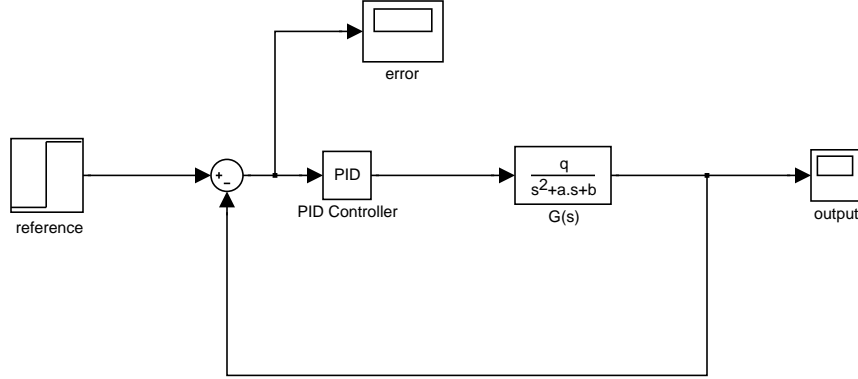 error
+
−
PID
q
s²+a.s+b
reference
PID Controller
G(s)
output